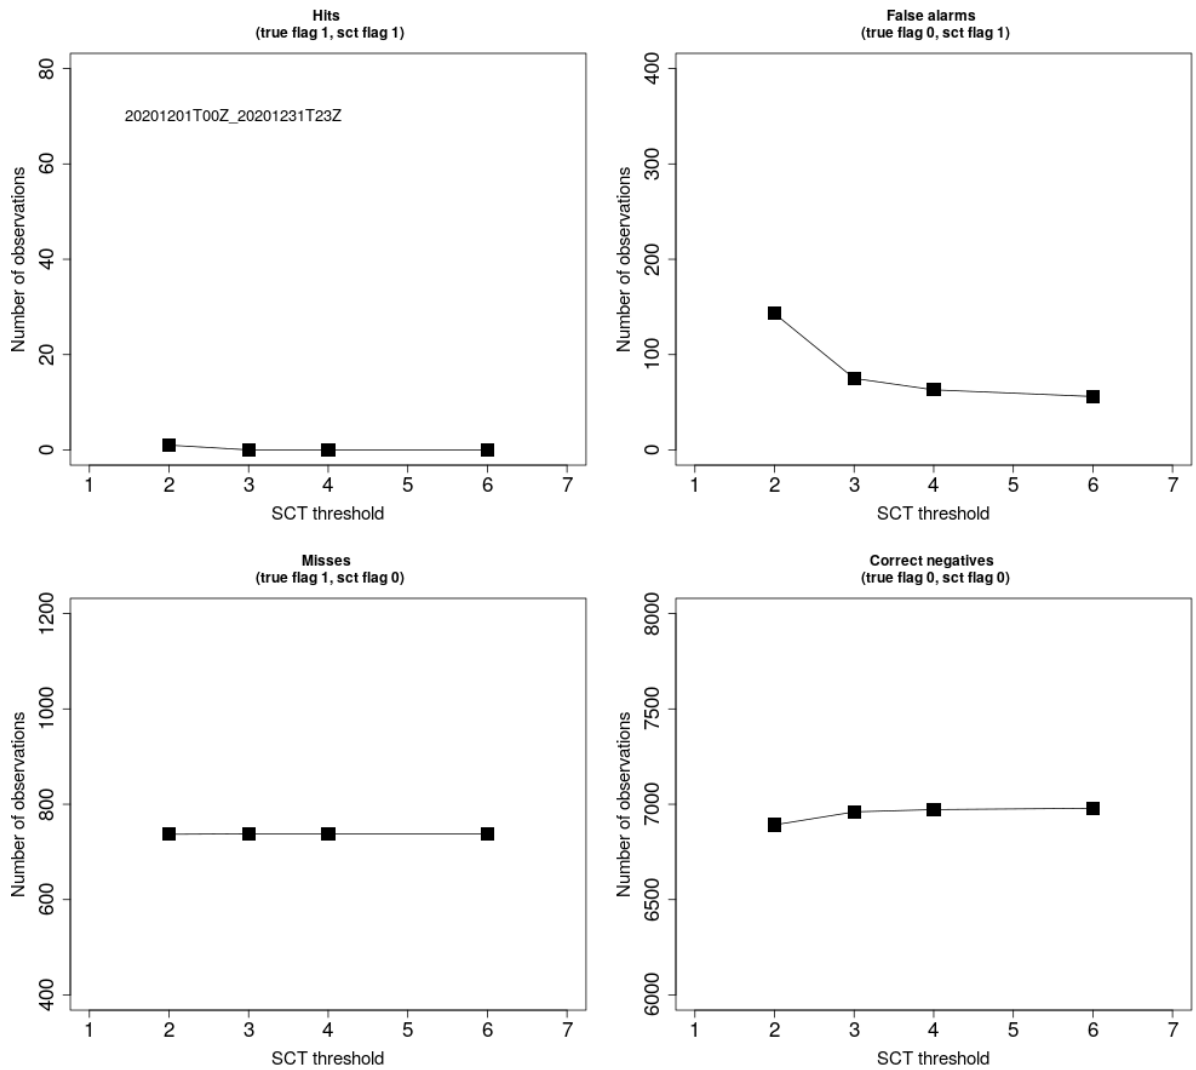 Hits
(true flag 1, sct flag 1)
80
60
40
20
0
Number of observations
20201201T00Z_20201231T23Z
1 2 3 4 5 6 7
SCT threshold
False alarms
(true flag 0, sct flag 1)
400
300
200
100
0
Number of observations
1 2 3 4 5 6 7
SCT threshold
Misses
(true flag 1, sct flag 0)
1200
1000
800
600
400
Number of observations
1 2 3 4 5 6 7
SCT threshold
Correct negatives
(true flag 0, sct flag 0)
8000
7500
7000
6500
6000
Number of observations
1 2 3 4 5 6 7
SCT threshold